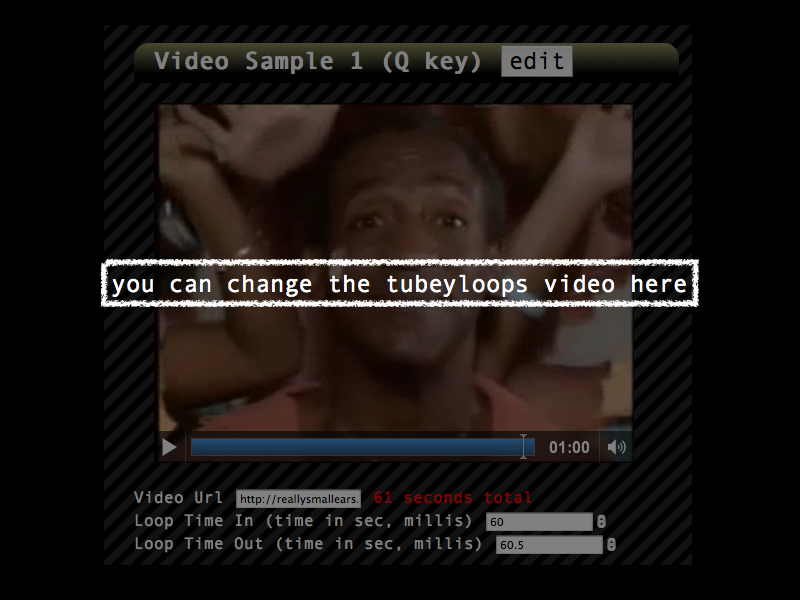 Video Sample 1 (Q key) edit
you can change the tubeyloops video here
01:00
Video Url http://reallysmallears. 61 seconds total
Loop Time In (time in sec, millis) 60
Loop Time Out (time in sec, millis) 60.5